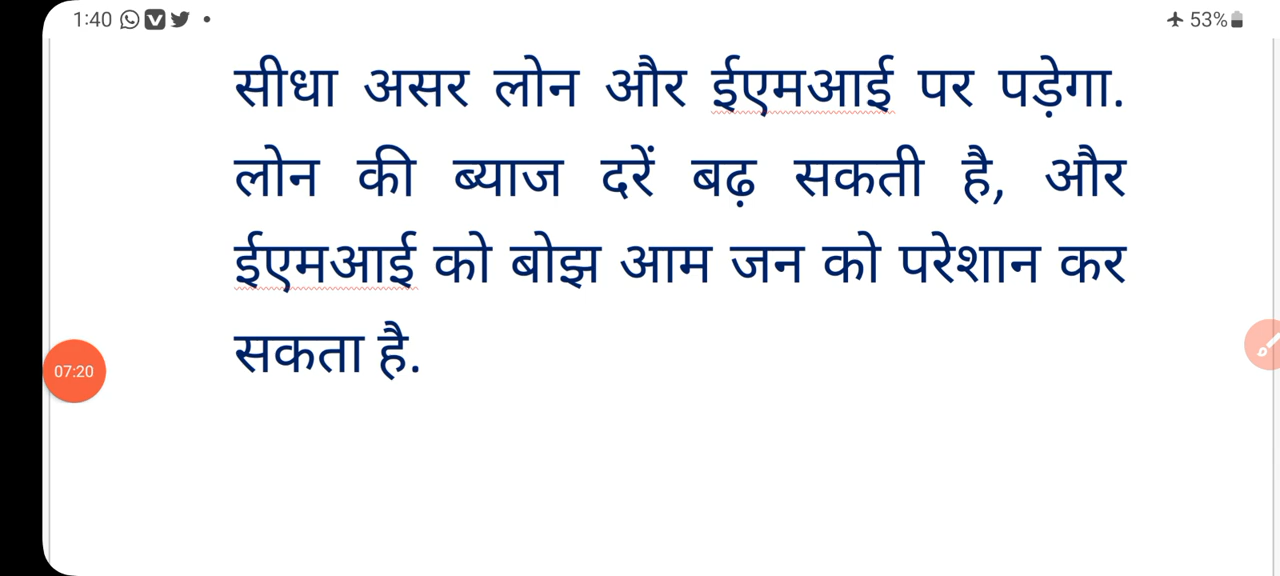 1:40 53%
सीधा असर लोन और ईएमआई पर पड़ेगा.
लोन की ब्याज दरें बढ़ सकती है, और
ईएमआई को बोझ आम जन को परेशान कर
सकता है.
07:20